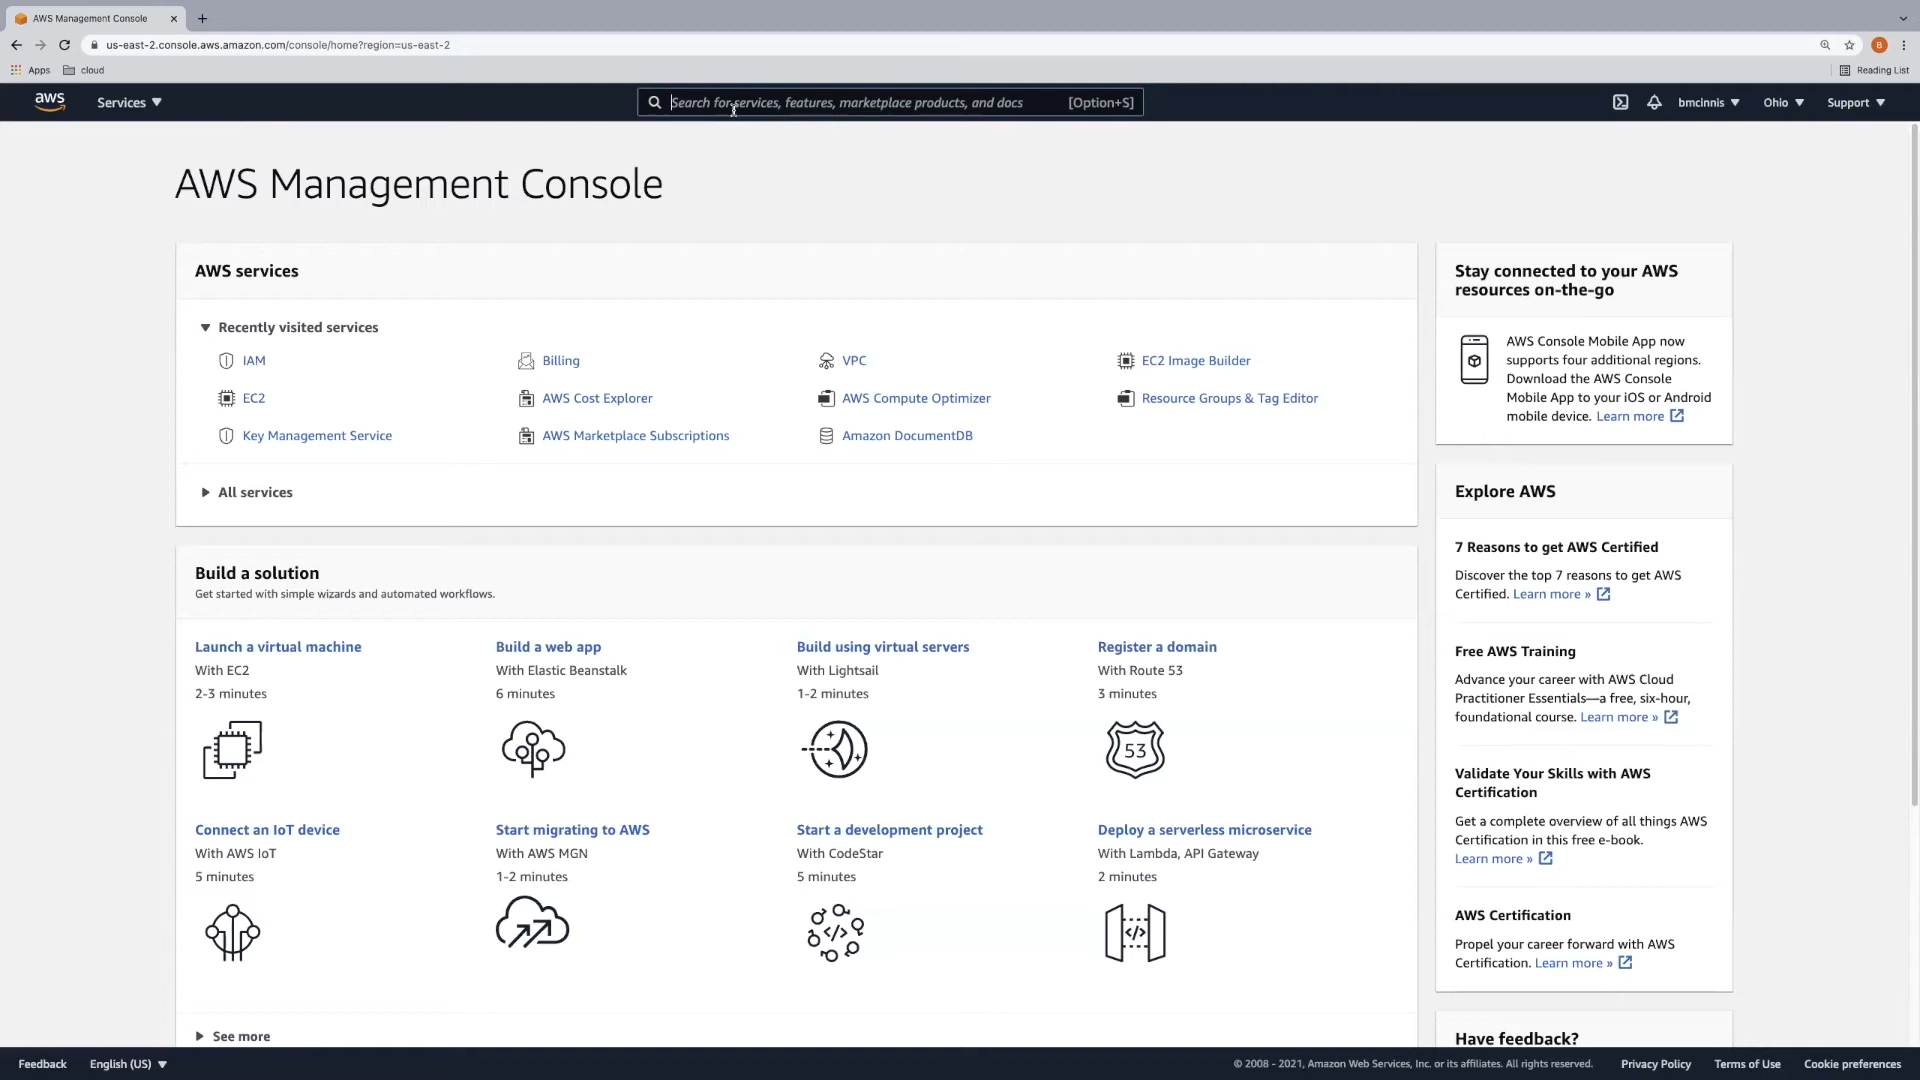 AWS Management Console
us-east-2.console.aws.amazon.com/console/home?region=us-east-2
B
Apps
cloud
Reading List
aws
Services
Search for services, features, marketplace products, and docs
[Option+S]
bmcinnis
Ohio
Support
AWS Management Console
AWS services
Recently visited services
IAM
Billing
VPC
EC2 Image Builder
EC2
AWS Cost Explorer
AWS Compute Optimizer
Resource Groups & Tag Editor
Key Management Service
AWS Marketplace Subscriptions
Amazon DocumentDB
All services
Build a solution
Get started with simple wizards and automated workflows.
Launch a virtual machine
With EC2
2-3 minutes
Build a web app
With Elastic Beanstalk
6 minutes
Build using virtual servers
With Lightsail
1-2 minutes
Register a domain
With Route 53
3 minutes
53
Connect an IoT device
With AWS IoT
5 minutes
Start migrating to AWS
With AWS MGN
1-2 minutes
Start a development project
With CodeStar
5 minutes
</>
Deploy a serverless microservice
With Lambda, API Gateway
2 minutes
</>
See more
Stay connected to your AWS
resources on-the-go
AWS Console Mobile App now
supports four additional regions.
Download the AWS Console
Mobile App to your iOS or Android
mobile device. Learn more
Explore AWS
7 Reasons to get AWS Certified
Discover the top 7 reasons to get AWS
Certified. Learn more »
Free AWS Training
Advance your career with AWS Cloud
Practitioner Essentials—a free, six-hour,
foundational course. Learn more »
Validate Your Skills with AWS
Certification
Get a complete overview of all things AWS
Certification in this free e-book.
Learn more »
AWS Certification
Propel your career forward with AWS
Certification. Learn more »
Have feedback?
Feedback
English (US)
© 2008 - 2021, Amazon Web Services, Inc. or its affiliates. All rights reserved.
Privacy Policy
Terms of Use
Cookie preferences